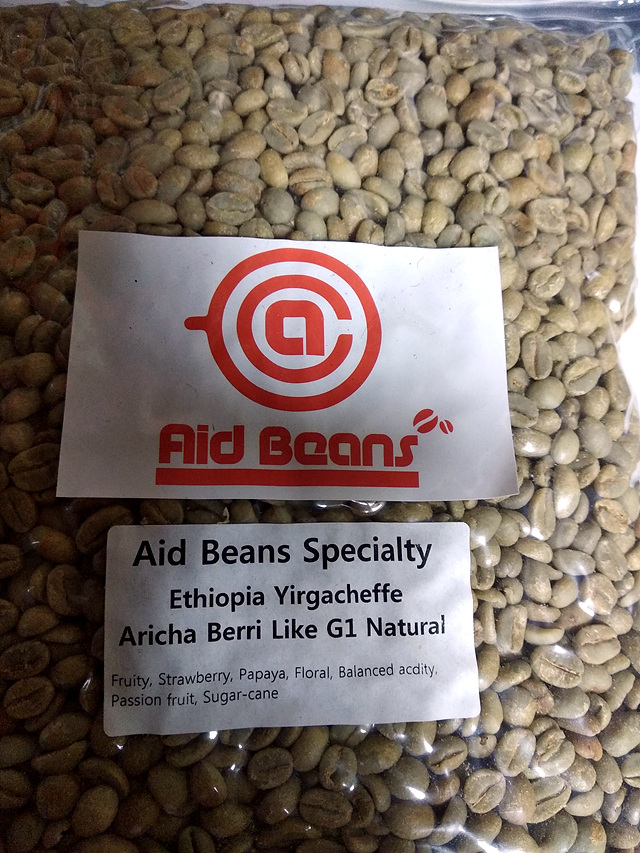 a
Aid Beans
Aid Beans Specialty
Ethiopia Yirgacheffe
Aricha Berri Like G1 Natural
Fruity, Strawberry, Papaya, Floral, Balanced acdity,
Passion fruit, Sugar-cane